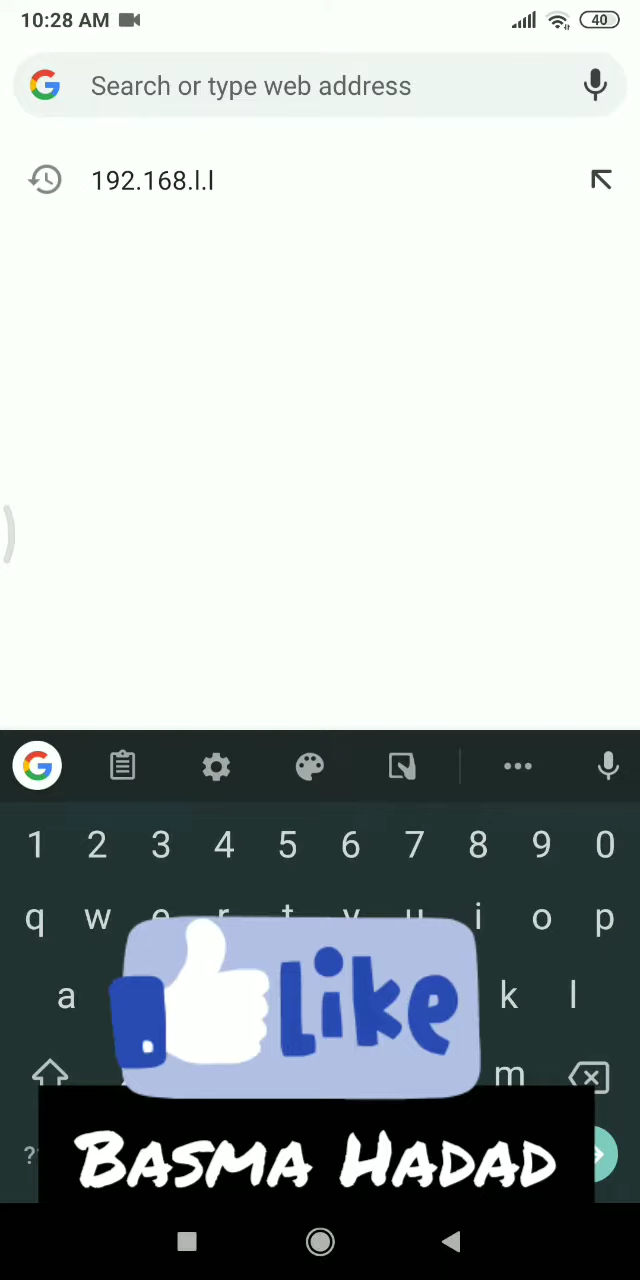 10:28 AM
40
Search or type web address
192.168.l.l
1 2 3 4 5 6 7 8 9 0
q w e r t y u i o p
a k l
Like
m
BASMA HADAD